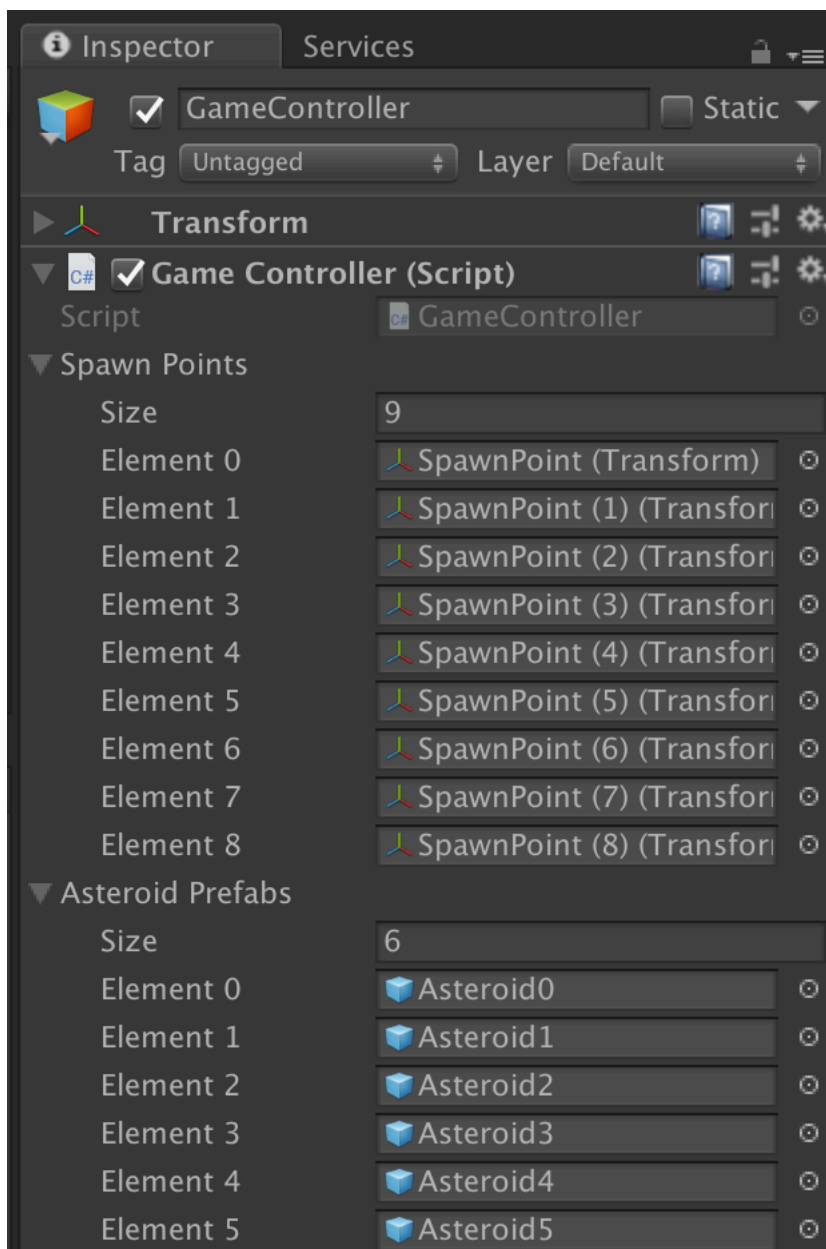 Inspector Services
GameController Static
Tag Untagged Layer Default
Transform
C# Game Controller (Script)
Script C# GameController
Spawn Points
Size 9
Element 0 SpawnPoint (Transform)
Element 1 SpawnPoint (1) (Transfor
Element 2 SpawnPoint (2) (Transfor
Element 3 SpawnPoint (3) (Transfor
Element 4 SpawnPoint (4) (Transfor
Element 5 SpawnPoint (5) (Transfor
Element 6 SpawnPoint (6) (Transfor
Element 7 SpawnPoint (7) (Transfor
Element 8 SpawnPoint (8) (Transfor
Asteroid Prefabs
Size 6
Element 0 Asteroid0
Element 1 Asteroid1
Element 2 Asteroid2
Element 3 Asteroid3
Element 4 Asteroid4
Element 5 Asteroid5